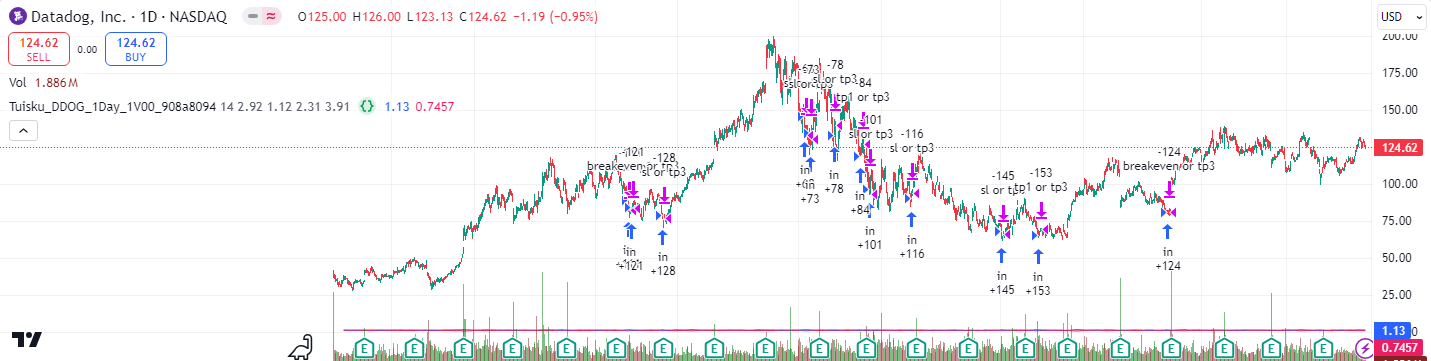 Datadog, Inc. · 1D · NASDAQ O125.00 H126.00 L123.13 C124.62 −1.19 (−0.95%)
USD
124.62
SELL
0.00
124.62
BUY
Vol 1.886M
Tuisku_DDOG_1Day_1V00_908a8094 14 2.92 1.12 2.31 3.91 {} 1.13 0.7457
200.00
175.00
150.00
124.62
100.00
75.00
50.00
25.00
1.13
0.7457
-121
breakeven or tp3
in
+121
-128
sl or tp3
in
+128
-73
sl or tp3
in
+73
-78
sl or tp3
in
+78
-84
tp1 or tp3
in
+84
-101
sl or tp3
in
+101
-116
sl or tp3
in
+116
-145
sl or tp3
in
+145
-153
tp1 or tp3
in
+153
-124
breakeven or tp3
in
+124
E E E E E E E E E E E E E E E E E E E E